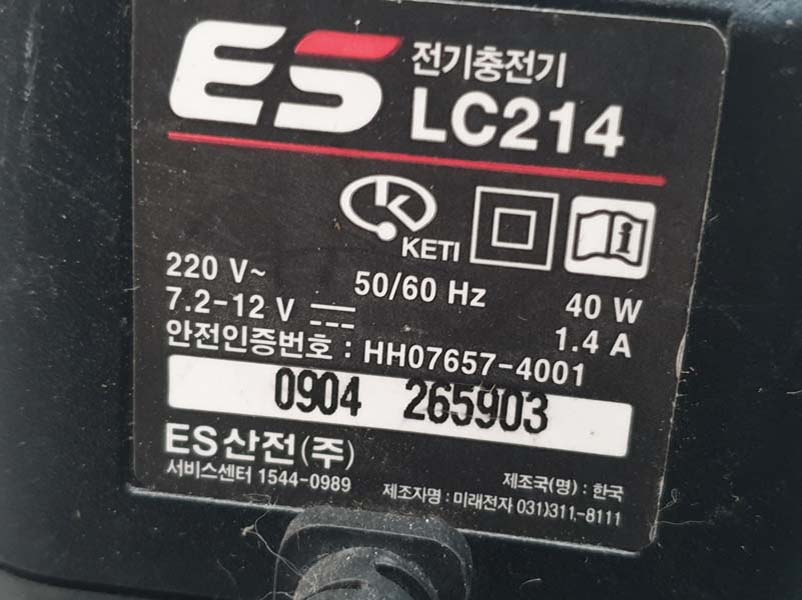 ES 전기충전기
LC214
KETI
220 V~ 50/60 Hz 40 W
7.2-12 V 1.4 A
안전인증번호 : HH07657-4001
0904 265903
ES산전(주)
서비스센터 1544-0989
제조국(명) : 한국
제조자명 : 미래전자 031)311-8111